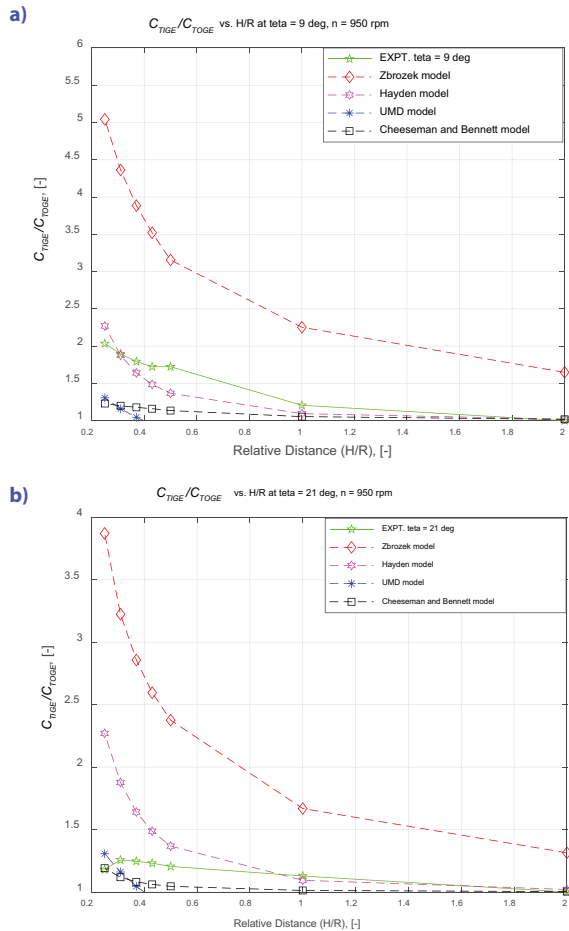 a)
C_TIGE/C_TOGE vs. H/R at teta = 9 deg, n = 950 rpm
6
5.5
5
4.5
4
3.5
3
2.5
2
1.5
1
C_TIGE/C_TOGE, [-]
EXPT. teta = 9 deg
Zbrozek model
Hayden model
UMD model
Cheeseman and Bennett model
0.2 0.4 0.6 0.8 1 1.2 1.4 1.6 1.8 2
Relative Distance (H/R), [-]
b)
C_TIGE/C_TOGE vs. H/R at teta = 21 deg, n = 950 rpm
4
3.5
3
2.5
2
1.5
1
C_TIGE/C_TOGE, [-]
EXPT. teta = 21 deg
Zbrozek model
Hayden model
UMD model
Cheeseman and Bennett model
0.2 0.4 0.6 0.8 1 1.2 1.4 1.6 1.8 2
Relative Distance (H/R), [-]